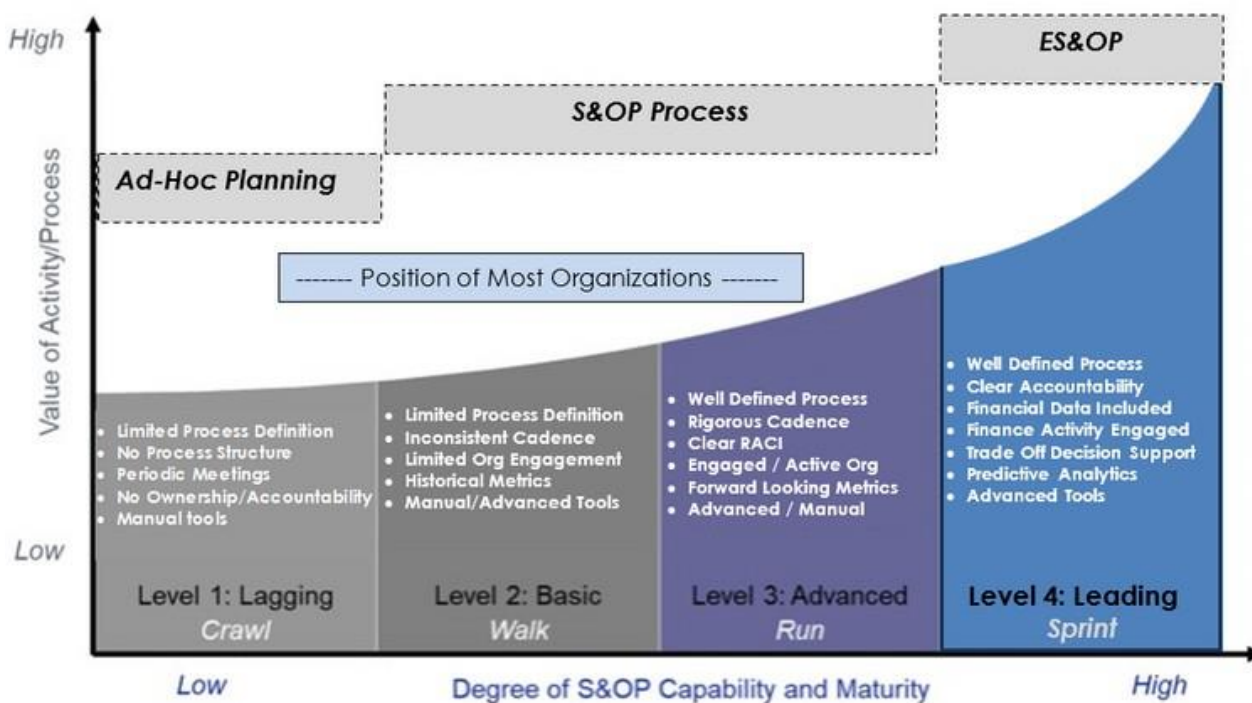 High
ES&OP
S&OP Process
Ad-Hoc Planning
------- Position of Most Organizations -------
Value of Activity/Process
Low
• Limited Process Definition
• No Process Structure
• Periodic Meetings
• No Ownership/Accountability
• Manual tools
Level 1: Lagging
Crawl
• Limited Process Definition
• Inconsistent Cadence
• Limited Org Engagement
• Historical Metrics
• Manual/Advanced Tools
Level 2: Basic
Walk
• Well Defined Process
• Rigorous Cadence
• Clear RACI
• Engaged / Active Org
• Forward Looking Metrics
• Advanced / Manual
Level 3: Advanced
Run
• Well Defined Process
• Clear Accountability
• Financial Data Included
• Finance Activity Engaged
• Trade Off Decision Support
• Predictive Analytics
• Advanced Tools
Level 4: Leading
Sprint
Low
Degree of S&OP Capability and Maturity
High